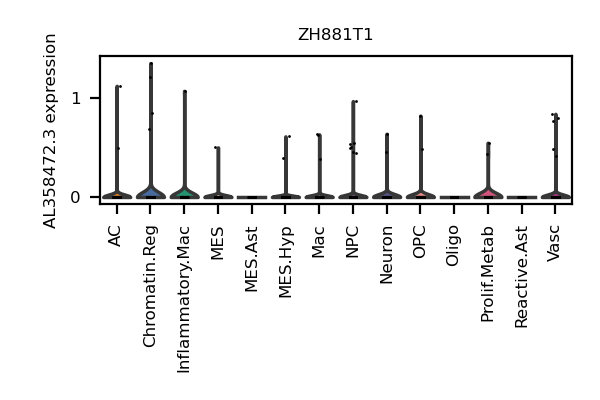 ZH881T1
AL358472.3 expression
1
0
AC
Chromatin.Reg
Inflammatory.Mac
MES
MES.Ast
MES.Hyp
Mac
NPC
Neuron
OPC
Oligo
Prolif.Metab
Reactive.Ast
Vasc